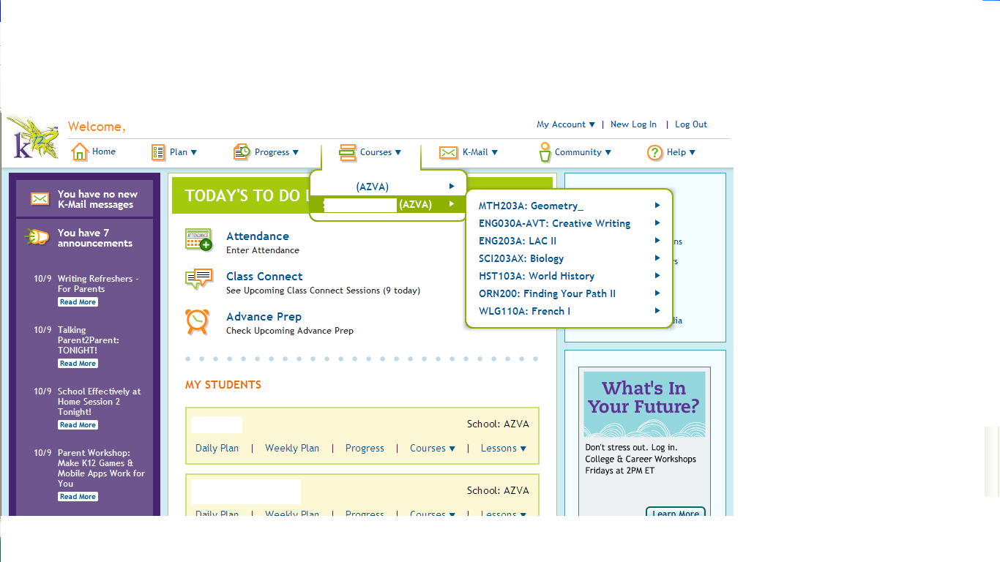 k12
Welcome,
My Account ▼ | New Log In | Log Out
Home
Plan ▼
Progress ▼
Courses ▼
K-Mail ▼
Community ▼
Help ▼
You have no new
K-Mail messages
You have 7
announcements
10/9 Writing Refreshers -
For Parents
Read More
10/9 Talking
Parent2Parent:
TONIGHT!
Read More
10/9 School Effectively at
Home Session 2
Tonight!
Read More
10/9 Parent Workshop:
Make K12 Games &
Mobile Apps Work for
You
Read More
TODAY'S TO DO
(AZVA)
(AZVA)
MTH203A: Geometry_
ENG030A-AVT: Creative Writing
ENG203A: LAC II
SCI203AX: Biology
HST103A: World History
ORN200: Finding Your Path II
WLG110A: French I
Attendance
ATTENDANCE
Enter Attendance
Class Connect
See Upcoming Class Connect Sessions (9 today)
Advance Prep
Check Upcoming Advance Prep
MY STUDENTS
School: AZVA
Daily Plan | Weekly Plan | Progress | Courses ▼ | Lessons ▼
School: AZVA
Daily Plan | Weekly Plan | Progress | Courses ▼ | Lessons ▼
What's In
Your Future?
Don't stress out. Log in.
College & Career Workshops
Fridays at 2PM ET
Learn More